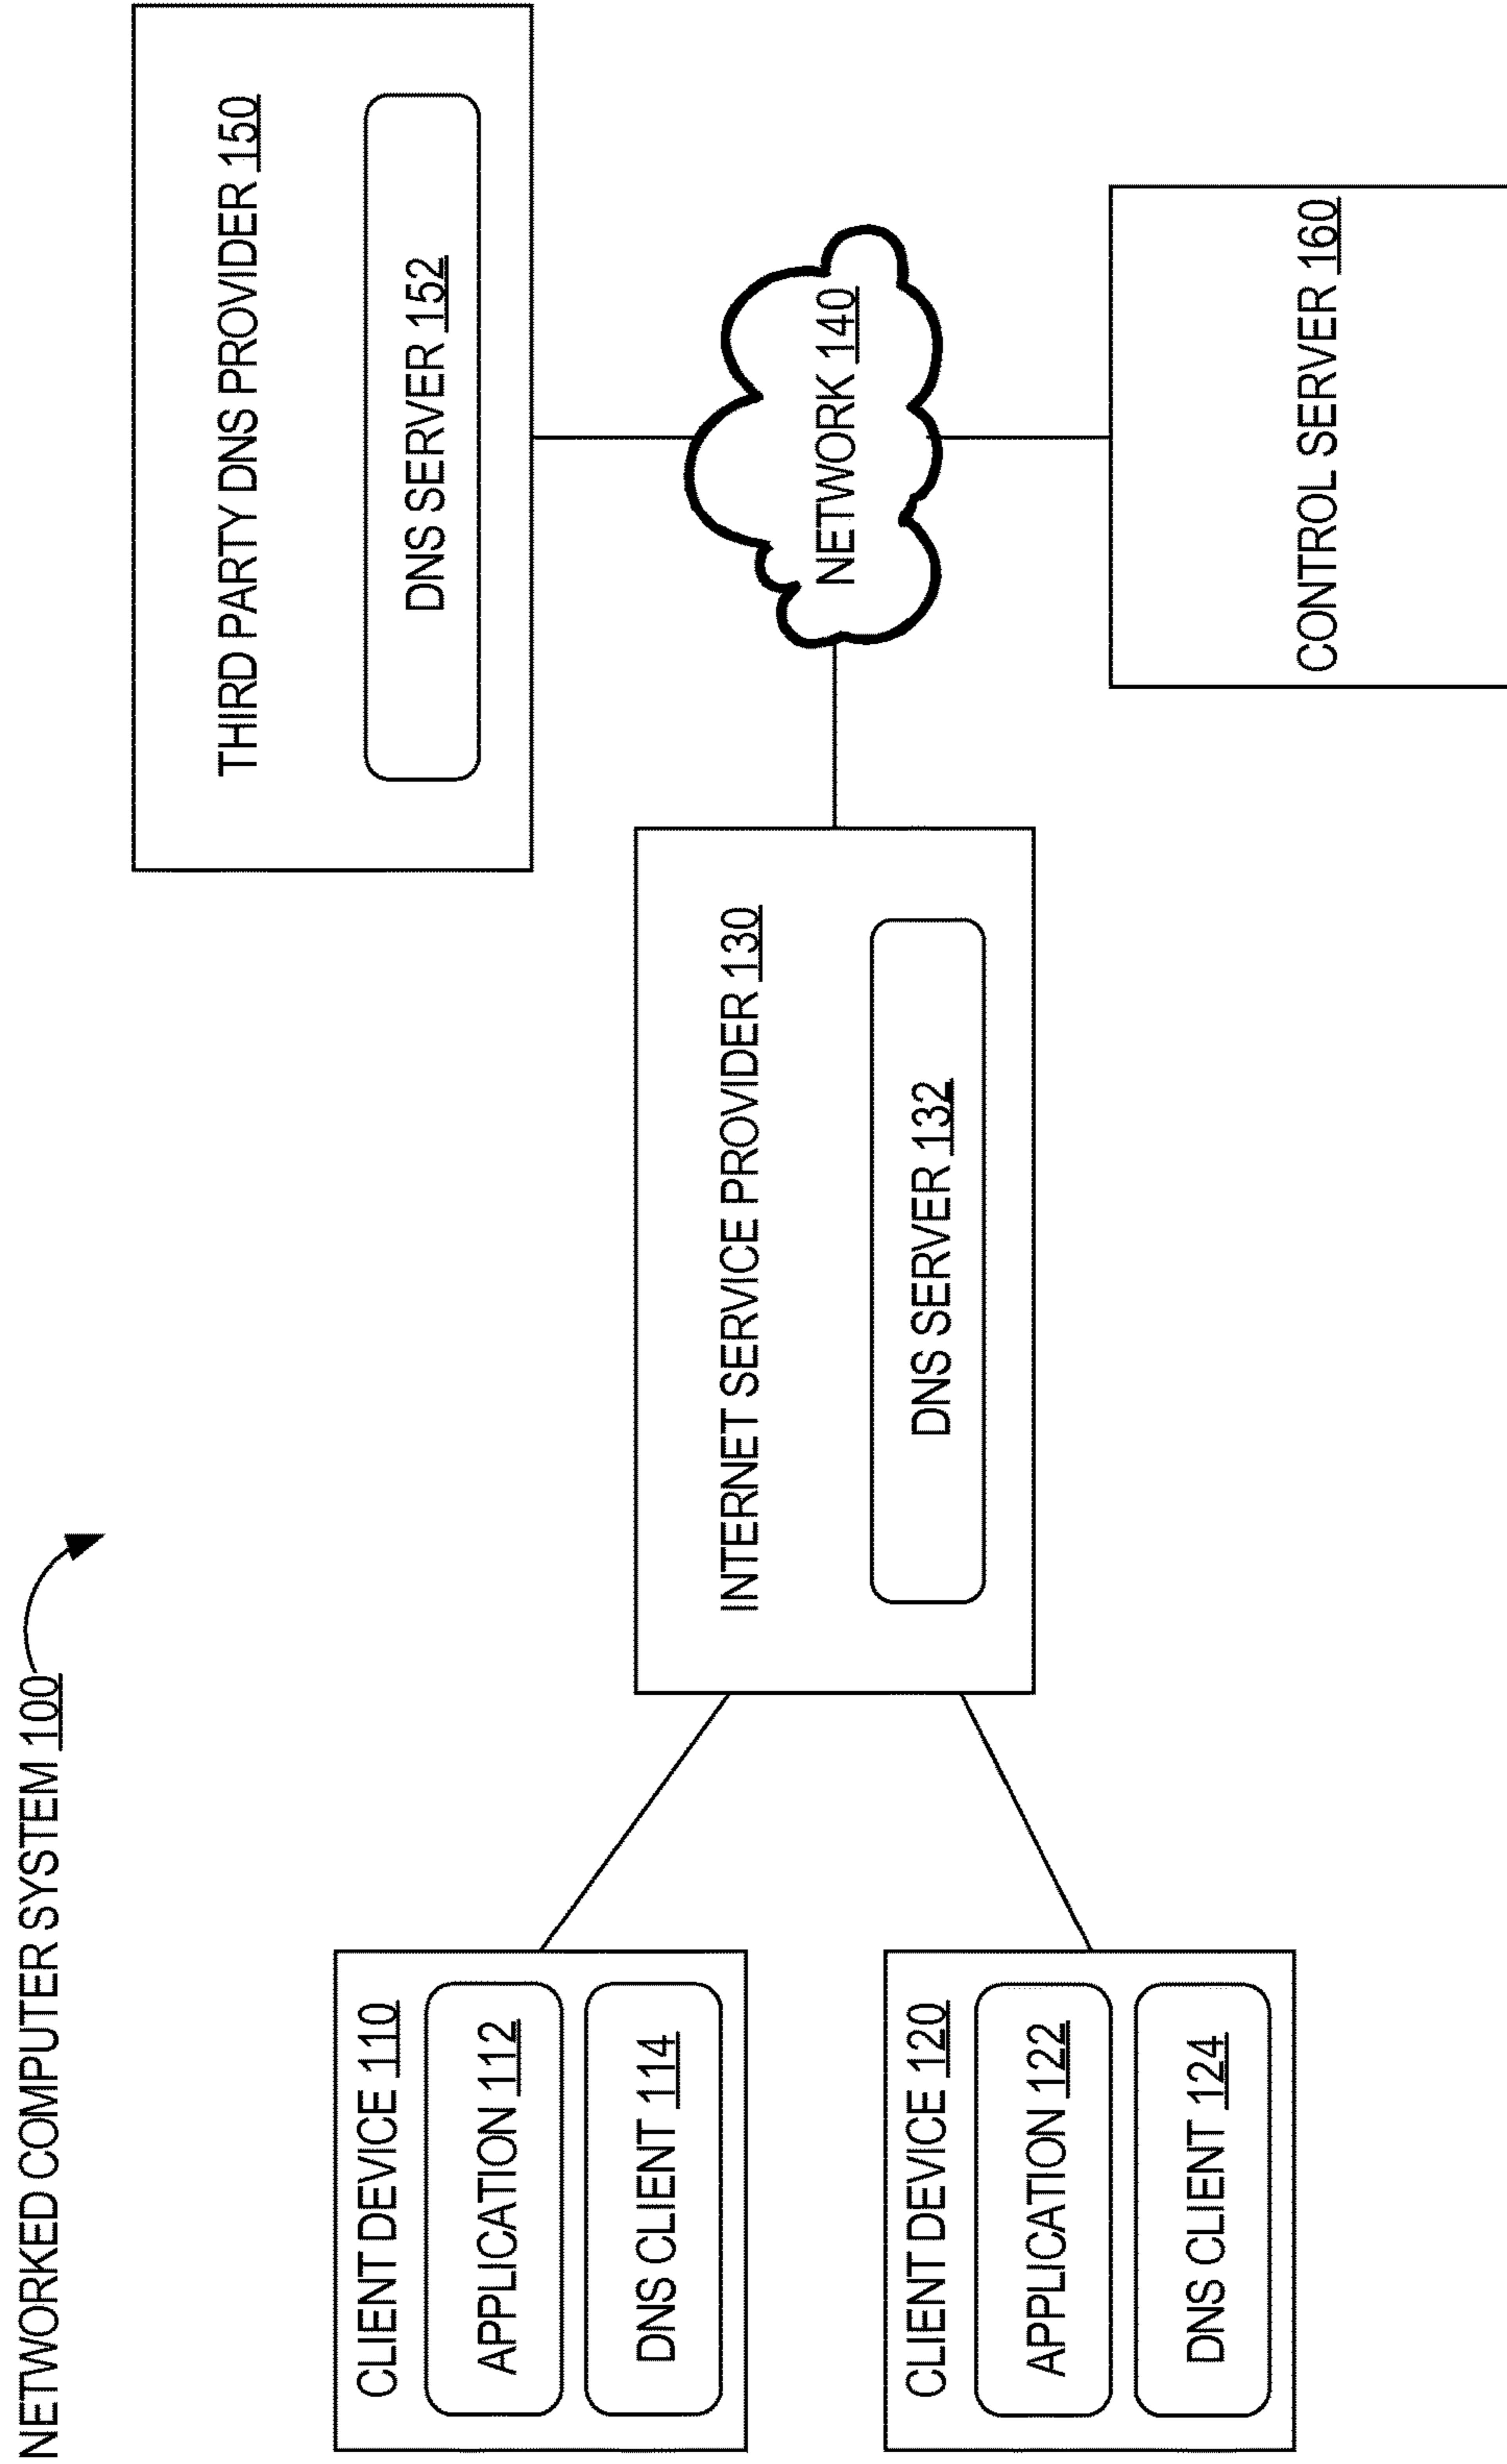 NETWORKED COMPUTER SYSTEM 100
CLIENT DEVICE 110
APPLICATION 112
DNS CLIENT 114
CLIENT DEVICE 120
APPLICATION 122
DNS CLIENT 124
INTERNET SERVICE PROVIDER 130
DNS SERVER 132
THIRD PARTY DNS PROVIDER 150
DNS SERVER 152
NETWORK 140
CONTROL SERVER 160